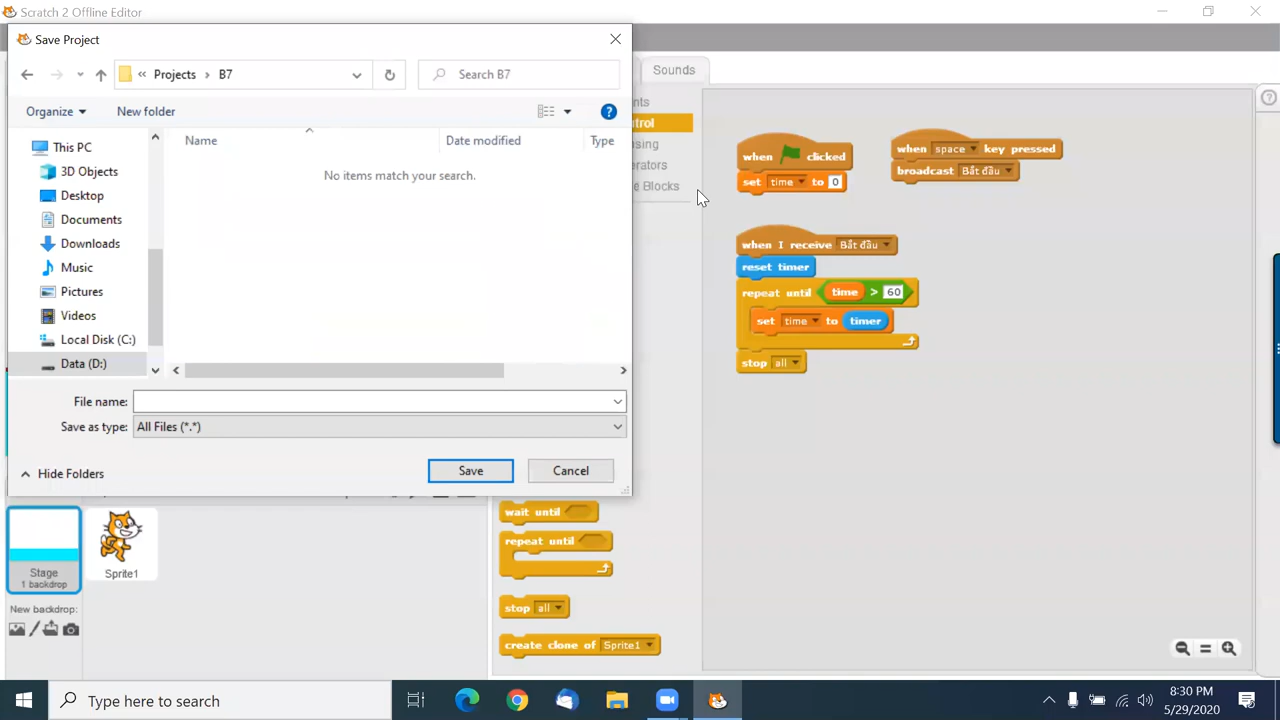 Scratch 2 Offline Editor
Save Project
Projects
B7
Search B7
Organize
New folder
Name
Date modified
Type
No items match your search.
This PC
3D Objects
Desktop
Documents
Downloads
Music
Pictures
Videos
Local Disk (C:)
Data (D:)
File name:
Save as type:
All Files (*.*)
Hide Folders
Save
Cancel
Sounds
when clicked
set time to 0
when space key pressed
broadcast Bắt đầu
when I receive Bắt đầu
reset timer
repeat until time > 60
set time to timer
stop all
wait until
repeat until
stop all
create clone of Sprite1
Stage
1 backdrop
Sprite1
New backdrop:
Type here to search
8:30 PM
5/29/2020